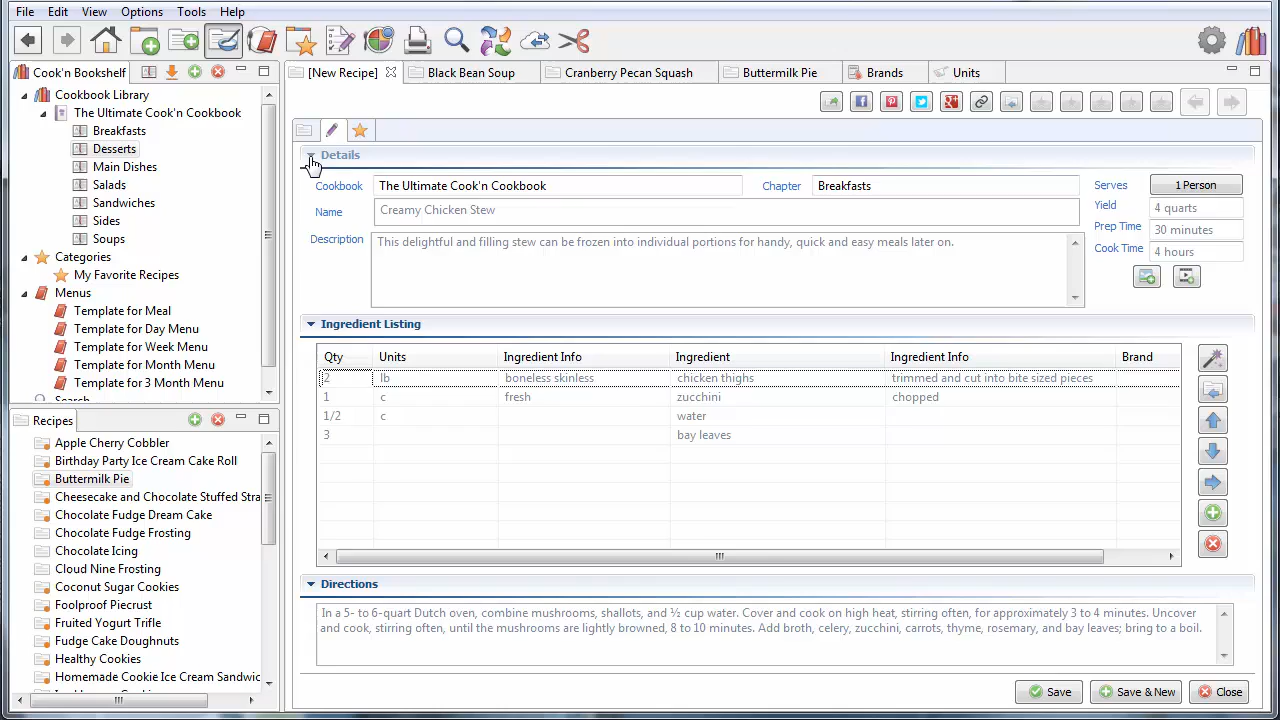 File Edit View Options Tools Help
Cook'n Bookshelf
[New Recipe] Black Bean Soup Cranberry Pecan Squash Buttermilk Pie Brands Units
Cookbook Library
The Ultimate Cook'n Cookbook
Breakfasts
Desserts
Main Dishes
Salads
Sandwiches
Sides
Soups
Categories
My Favorite Recipes
Menus
Template for Meal
Template for Day Menu
Template for Week Menu
Template for Month Menu
Template for 3 Month Menu
Recipes
Apple Cherry Cobbler
Birthday Party Ice Cream Cake Roll
Buttermilk Pie
Cheesecake and Chocolate Stuffed Stra
Chocolate Fudge Dream Cake
Chocolate Fudge Frosting
Chocolate Icing
Cloud Nine Frosting
Coconut Sugar Cookies
Foolproof Piecrust
Fruited Yogurt Trifle
Fudge Cake Doughnuts
Healthy Cookies
Homemade Cookie Ice Cream Sandwic
Details
Cookbook The Ultimate Cook'n Cookbook Chapter Breakfasts Serves 1 Person
Name Creamy Chicken Stew Yield 4 quarts
Prep Time 30 minutes
Description This delightful and filling stew can be frozen into individual portions for handy, quick and easy meals later on. Cook Time 4 hours
Ingredient Listing
Qty Units Ingredient Info Ingredient Ingredient Info Brand
2 lb boneless skinless chicken thighs trimmed and cut into bite sized pieces
1 c fresh zucchini chopped
1/2 c water
3 bay leaves
Directions
In a 5- to 6-quart Dutch oven, combine mushrooms, shallots, and ½ cup water. Cover and cook on high heat, stirring often, for approximately 3 to 4 minutes. Uncover
and cook, stirring often, until the mushrooms are lightly browned, 8 to 10 minutes. Add broth, celery, zucchini, carrots, thyme, rosemary, and bay leaves; bring to a boil.
Save Save & New Close